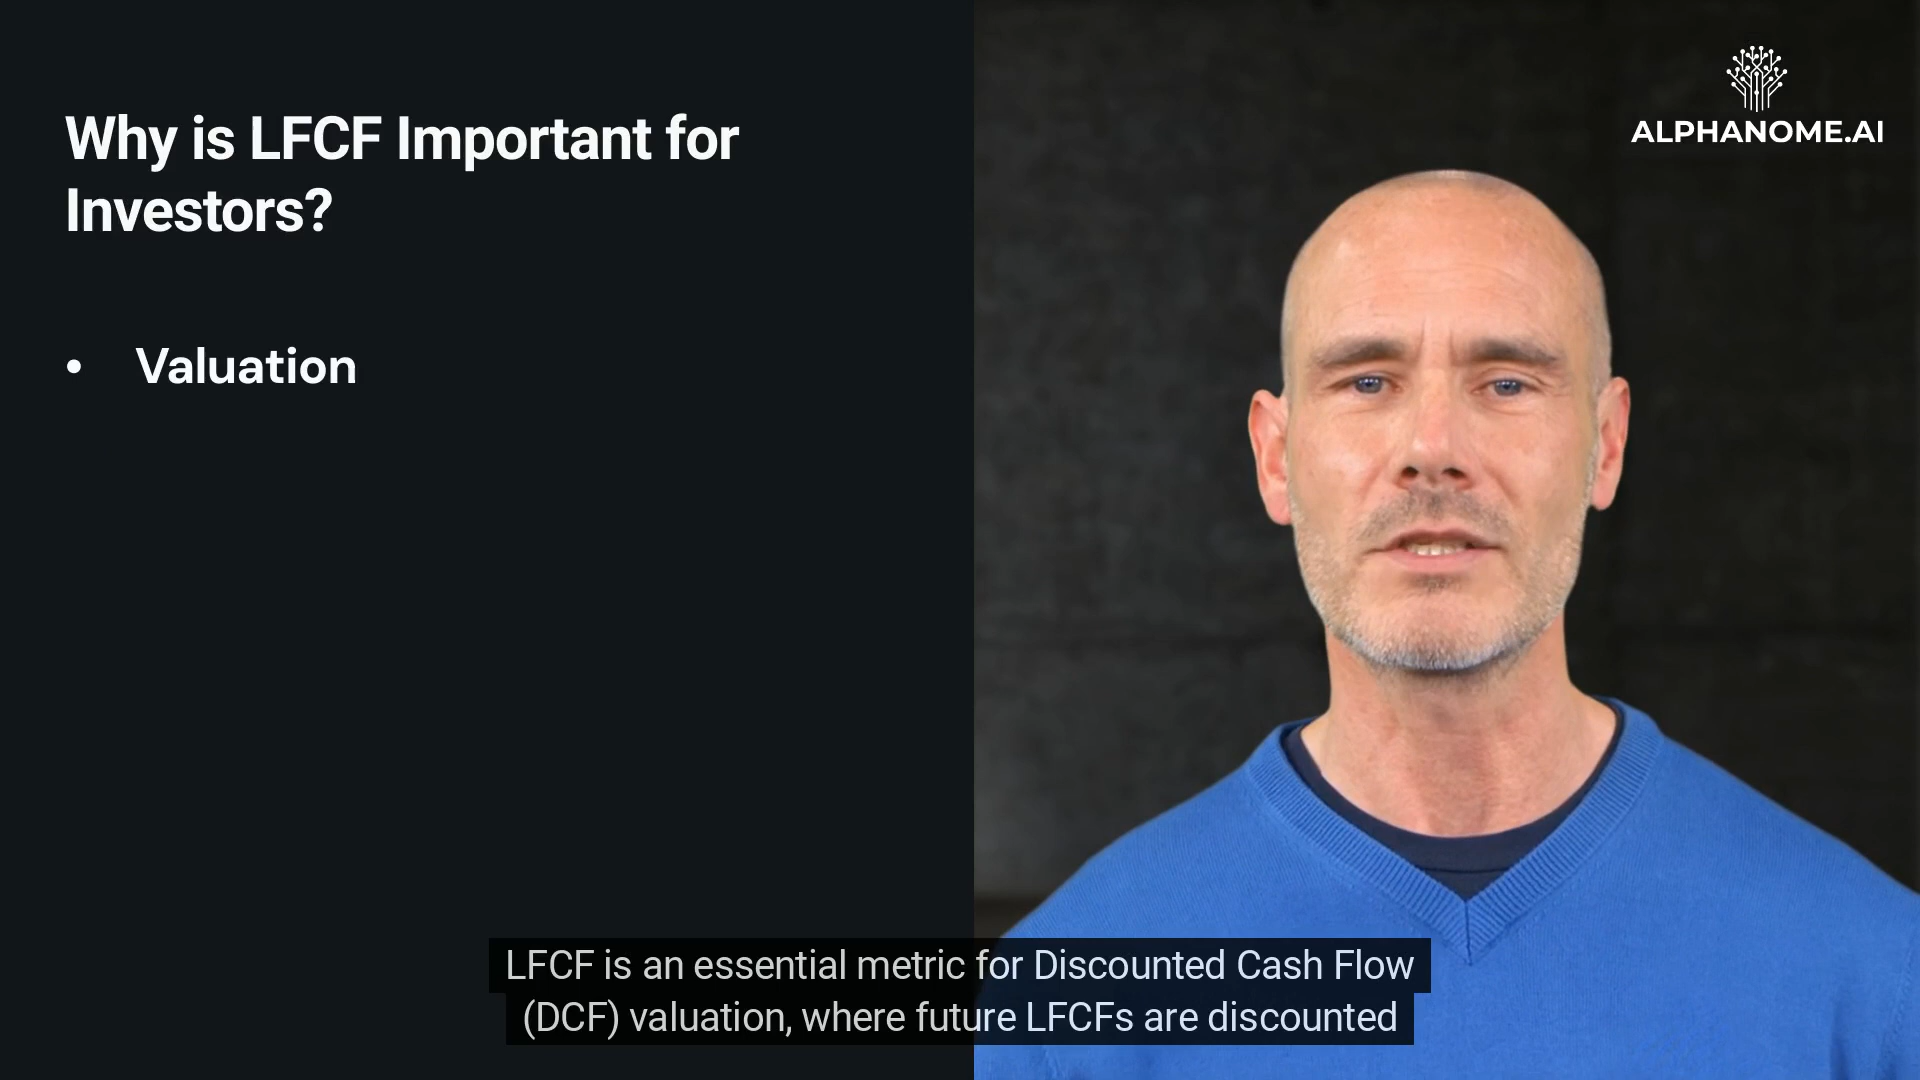 Why is LFCF Important for
Investors?
• Valuation
ALPHANOME.AI
LFCF is an essential metric for Discounted Cash Flow
(DCF) valuation, where future LFCFs are discounted